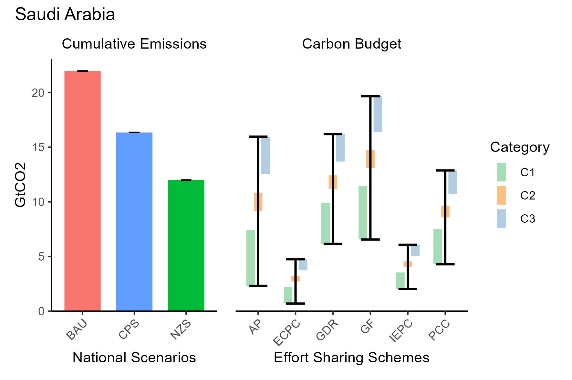 Saudi Arabia
Cumulative Emissions
Carbon Budget
GtCO2
20
15
10
5
0
BAU
CPS
NZS
AP
ECPC
GDR
GF
IEPC
PCC
National Scenarios
Effort Sharing Schemes
Category
C1
C2
C3